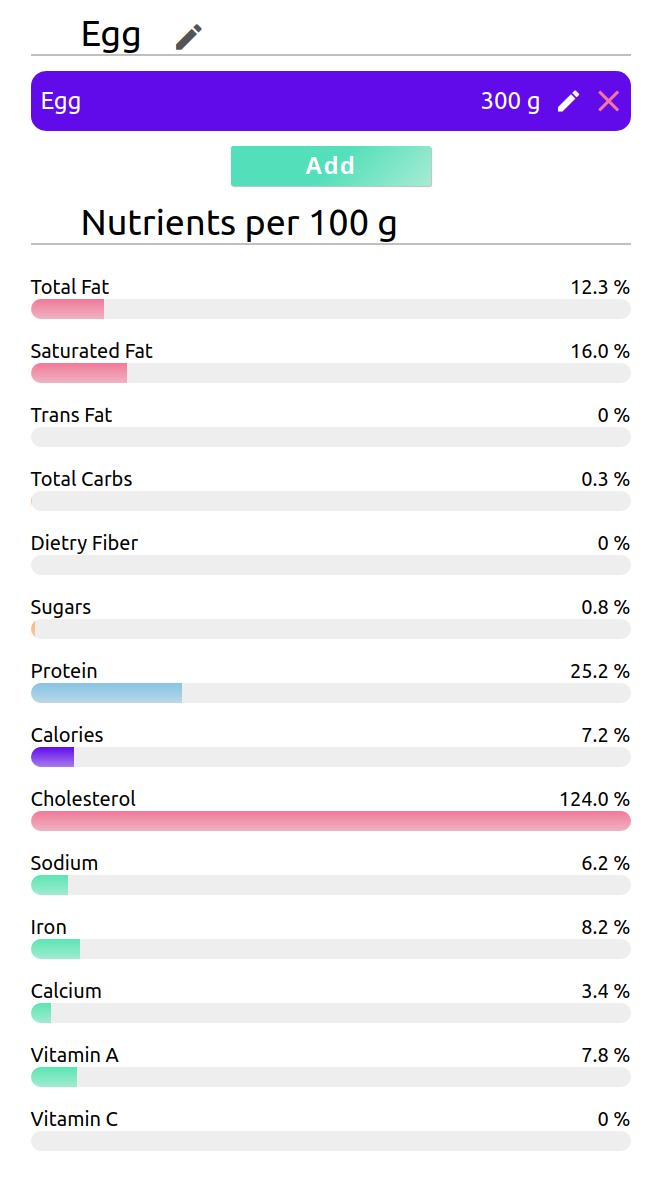 Egg
Egg 300 g
Add
Nutrients per 100 g
Total Fat 12.3 %
Saturated Fat 16.0 %
Trans Fat 0 %
Total Carbs 0.3 %
Dietry Fiber 0 %
Sugars 0.8 %
Protein 25.2 %
Calories 7.2 %
Cholesterol 124.0 %
Sodium 6.2 %
Iron 8.2 %
Calcium 3.4 %
Vitamin A 7.8 %
Vitamin C 0 %